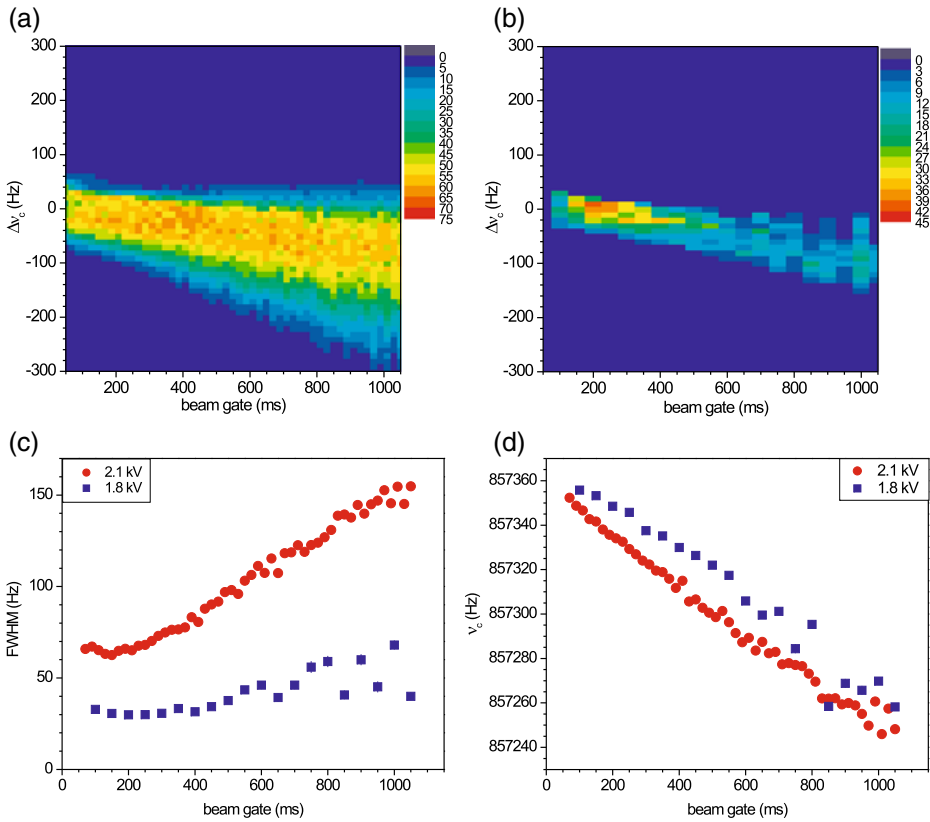 (a)
300
200
100
0
-100
-200
-300
Δν_c (Hz)
200 400 600 800 1000
beam gate (ms)
0
5
10
15
20
25
30
35
40
45
50
55
60
65
70
75
(b)
300
200
100
0
-100
-200
-300
Δν_c (Hz)
200 400 600 800 1000
beam gate (ms)
0
3
6
9
12
15
18
21
24
27
30
33
36
39
42
45
(c)
2.1 kV
1.8 kV
150
100
50
0
FWHM (Hz)
0 200 400 600 800 1000
beam gate (ms)
(d)
2.1 kV
1.8 kV
857360
857340
857320
857300
857280
857260
857240
ν_c (Hz)
0 200 400 600 800 1000
beam gate (ms)